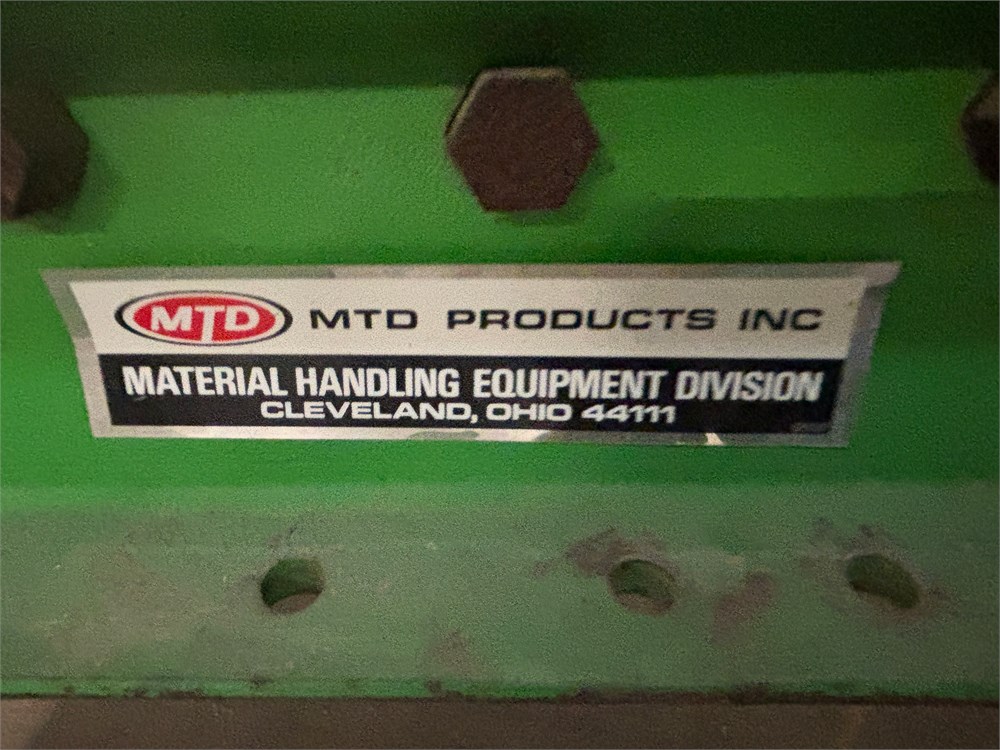 MTD MTD PRODUCTS INC
MATERIAL HANDLING EQUIPMENT DIVISION
CLEVELAND, OHIO 44111